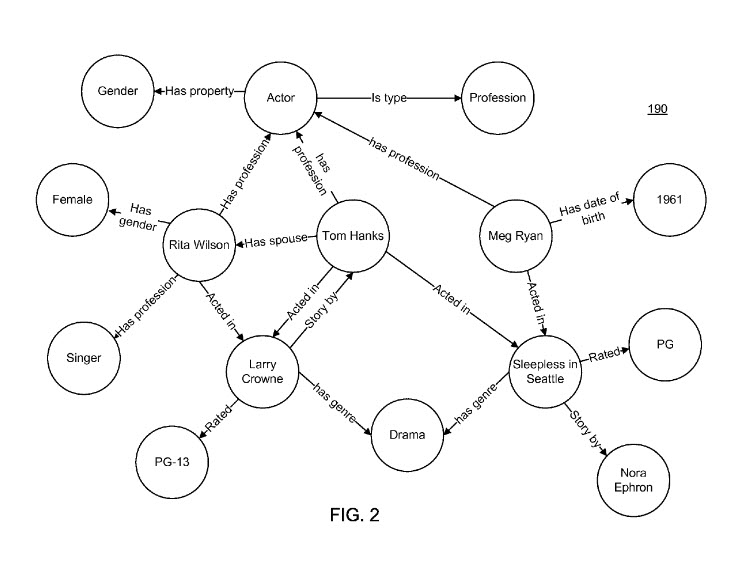 Gender
Has property
Actor
Is type
Profession
190
Has profession
has
profession
has profession
Female
Has
gender
Rita Wilson
Has spouse
Tom Hanks
Meg Ryan
Has date of
birth
1961
Has profession
Acted in
Acted in
Story by
Acted in
Acted in
Singer
Larry
Crowne
Sleepless in
Seattle
Rated
PG
Rated
has genre
has genre
Story by
PG-13
Drama
Nora
Ephron
FIG. 2